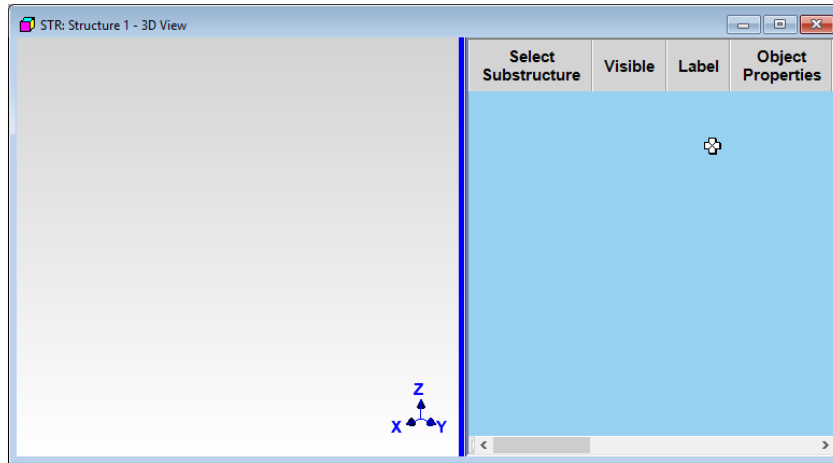 STR: Structure 1 - 3D View
Select
Substructure
Visible
Label
Object
Properties
Z
X
Y